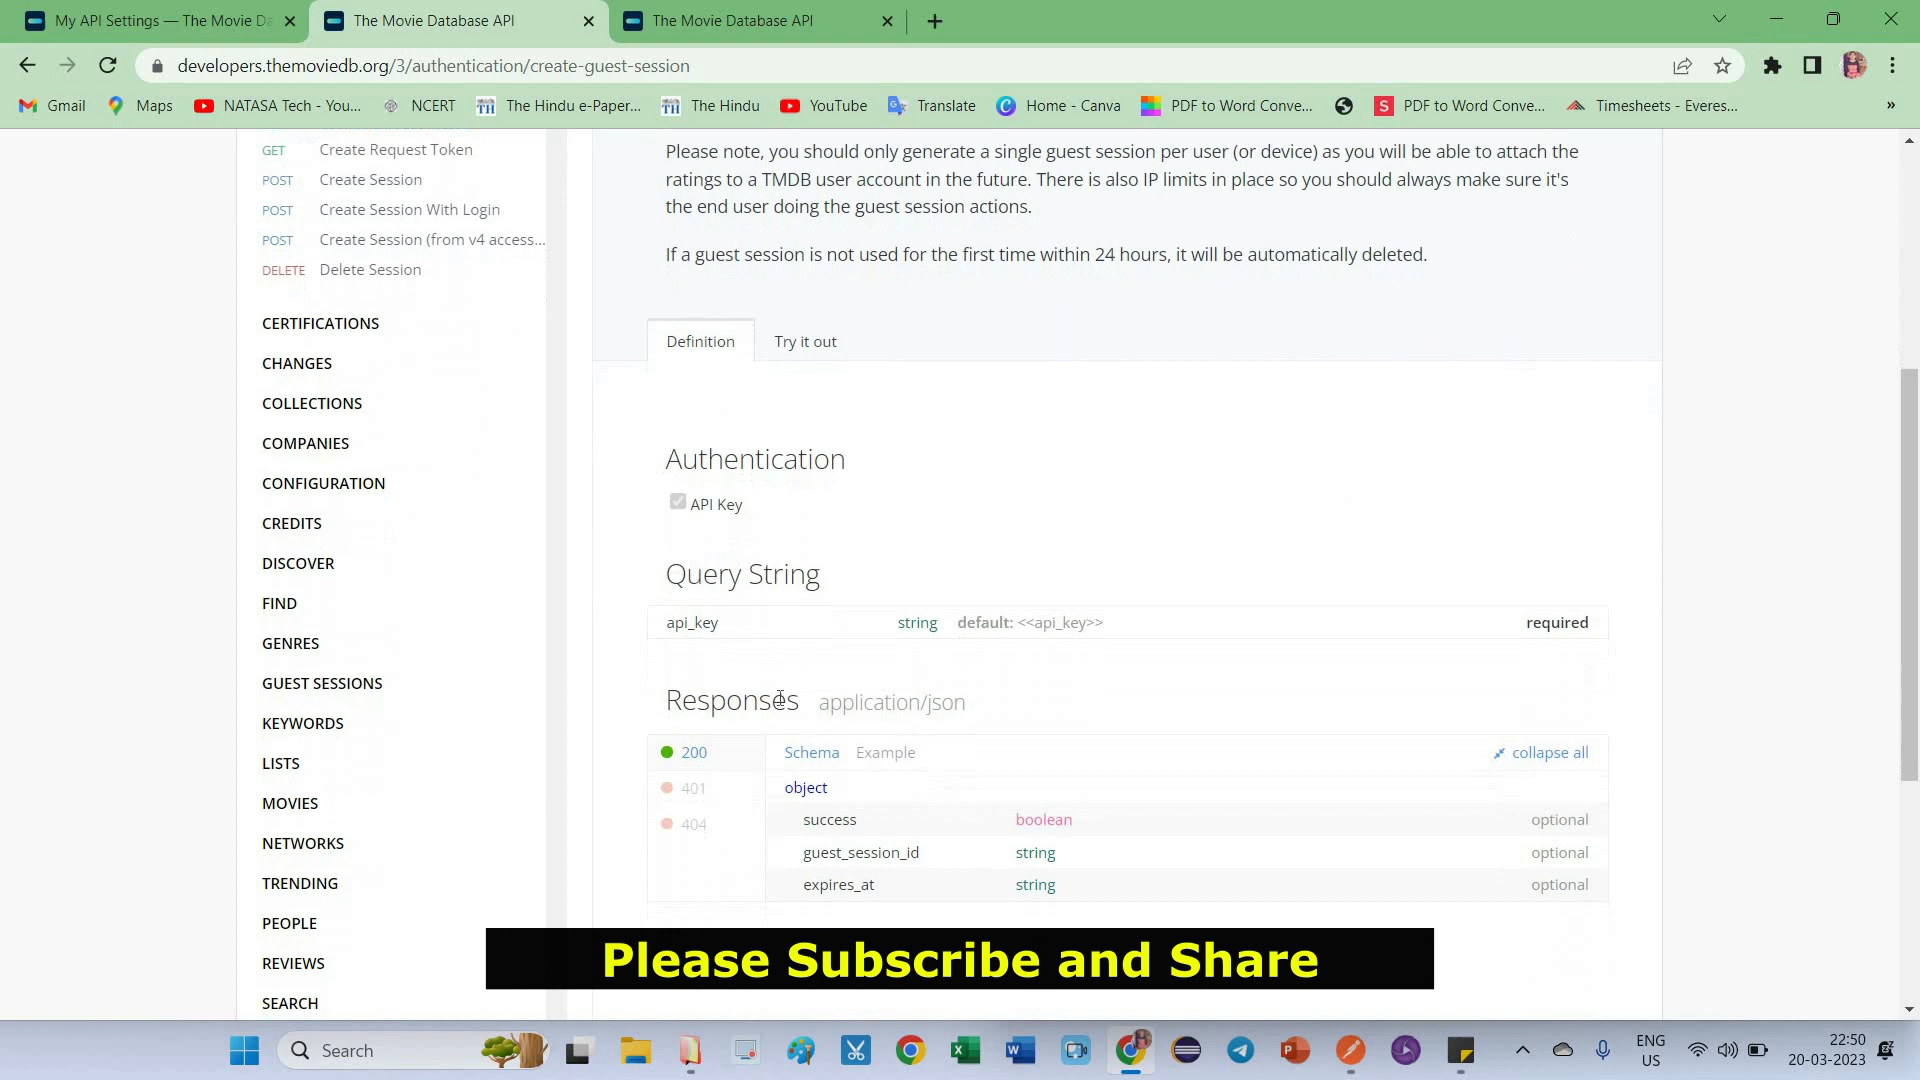 My API Settings — The Movie Da
The Movie Database API
The Movie Database API
developers.themoviedb.org/3/authentication/create-guest-session
Gmail
Maps
NATASA Tech - You...
NCERT
The Hindu e-Paper...
The Hindu
YouTube
Translate
Home - Canva
PDF to Word Conve...
PDF to Word Conve...
Timesheets - Everes...
GET Create Request Token
POST Create Session
POST Create Session With Login
POST Create Session (from v4 access...
DELETE Delete Session
CERTIFICATIONS
CHANGES
COLLECTIONS
COMPANIES
CONFIGURATION
CREDITS
DISCOVER
FIND
GENRES
GUEST SESSIONS
KEYWORDS
LISTS
MOVIES
NETWORKS
TRENDING
PEOPLE
REVIEWS
SEARCH
Please note, you should only generate a single guest session per user (or device) as you will be able to attach the
ratings to a TMDB user account in the future. There is also IP limits in place so you should always make sure it's
the end user doing the guest session actions.
If a guest session is not used for the first time within 24 hours, it will be automatically deleted.
Definition Try it out
Authentication
API Key
Query String
api_key string default: <<api_key>> required
Responses application/json
200 Schema Example collapse all
401 object
404 success boolean optional
guest_session_id string optional
expires_at string optional
Please Subscribe and Share
Search
ENG
US
22:50
20-03-2023